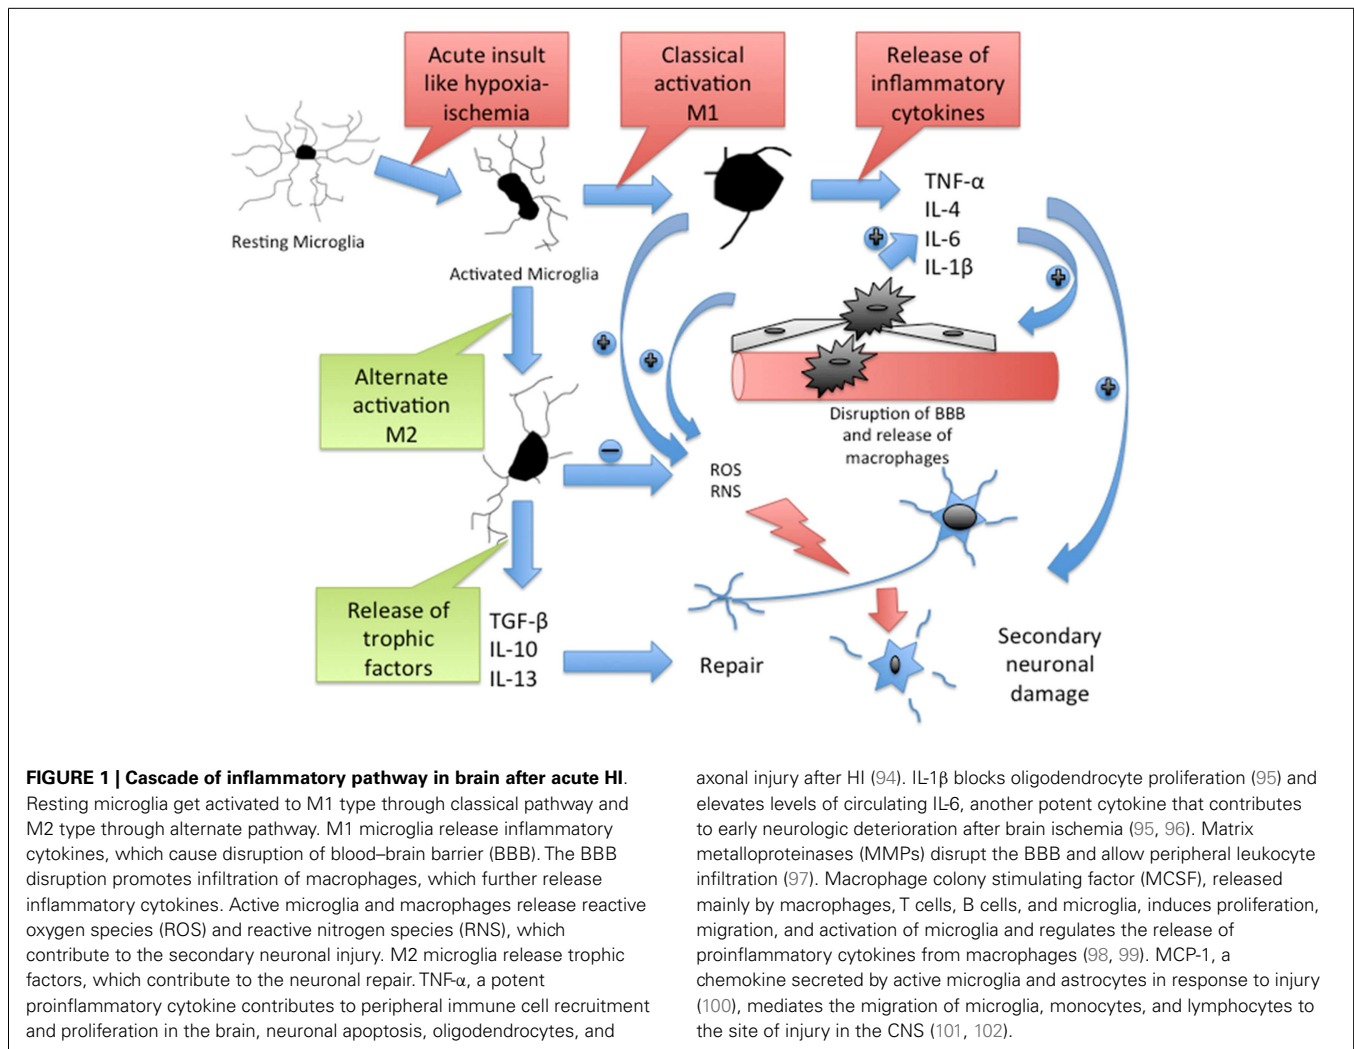 Acute insult
like hypoxia-
ischemia
Classical
activation
M1
Release of
inflammatory
cytokines
Resting Microglia
Activated Microglia
TNF-α
IL-4
IL-6
IL-1β
Alternate
activation
M2
Disruption of BBB
and release of
macrophages
ROS
RNS
Release of
trophic
factors
TGF-β
IL-10
IL-13
Repair
Secondary
neuronal
damage
FIGURE 1 | Cascade of inflammatory pathway in brain after acute HI.
Resting microglia get activated to M1 type through classical pathway and
M2 type through alternate pathway. M1 microglia release inflammatory
cytokines, which cause disruption of blood–brain barrier (BBB). The BBB
disruption promotes infiltration of macrophages, which further release
inflammatory cytokines. Active microglia and macrophages release reactive
oxygen species (ROS) and reactive nitrogen species (RNS), which
contribute to the secondary neuronal injury. M2 microglia release trophic
factors, which contribute to the neuronal repair. TNF-α, a potent
proinflammatory cytokine contributes to peripheral immune cell recruitment
and proliferation in the brain, neuronal apoptosis, oligodendrocytes, and
axonal injury after HI (94). IL-1β blocks oligodendrocyte proliferation (95) and
elevates levels of circulating IL-6, another potent cytokine that contributes
to early neurologic deterioration after brain ischemia (95, 96). Matrix
metalloproteinases (MMPs) disrupt the BBB and allow peripheral leukocyte
infiltration (97). Macrophage colony stimulating factor (MCSF), released
mainly by macrophages, T cells, B cells, and microglia, induces proliferation,
migration, and activation of microglia and regulates the release of
proinflammatory cytokines from macrophages (98, 99). MCP-1, a
chemokine secreted by active microglia and astrocytes in response to injury
(100), mediates the migration of microglia, monocytes, and lymphocytes to
the site of injury in the CNS (101, 102).